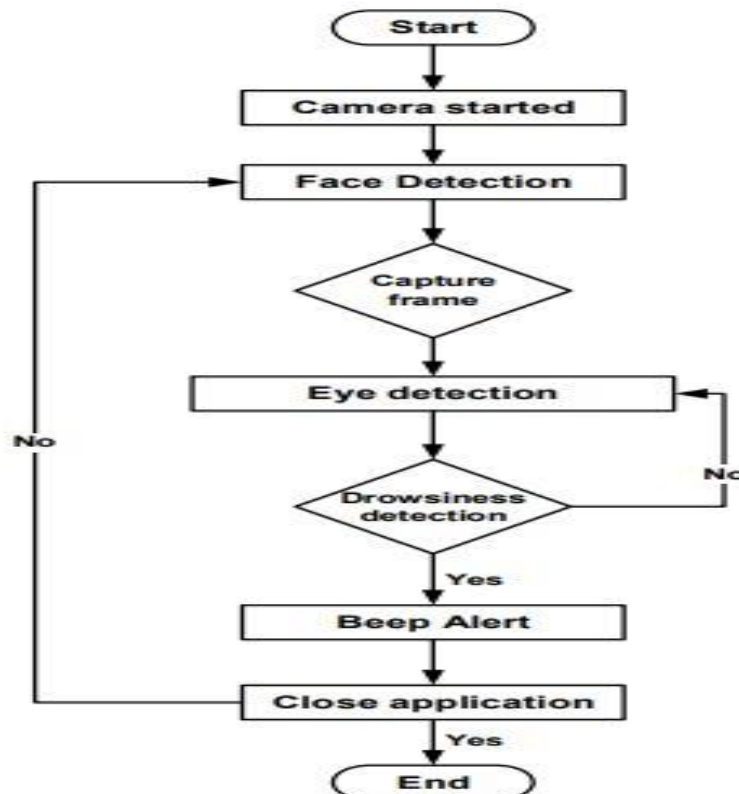 Start
Camera started
Face Detection
Capture
frame
Eye detection
No
No
Drowsiness
detection
Yes
Beep Alert
Close application
Yes
End